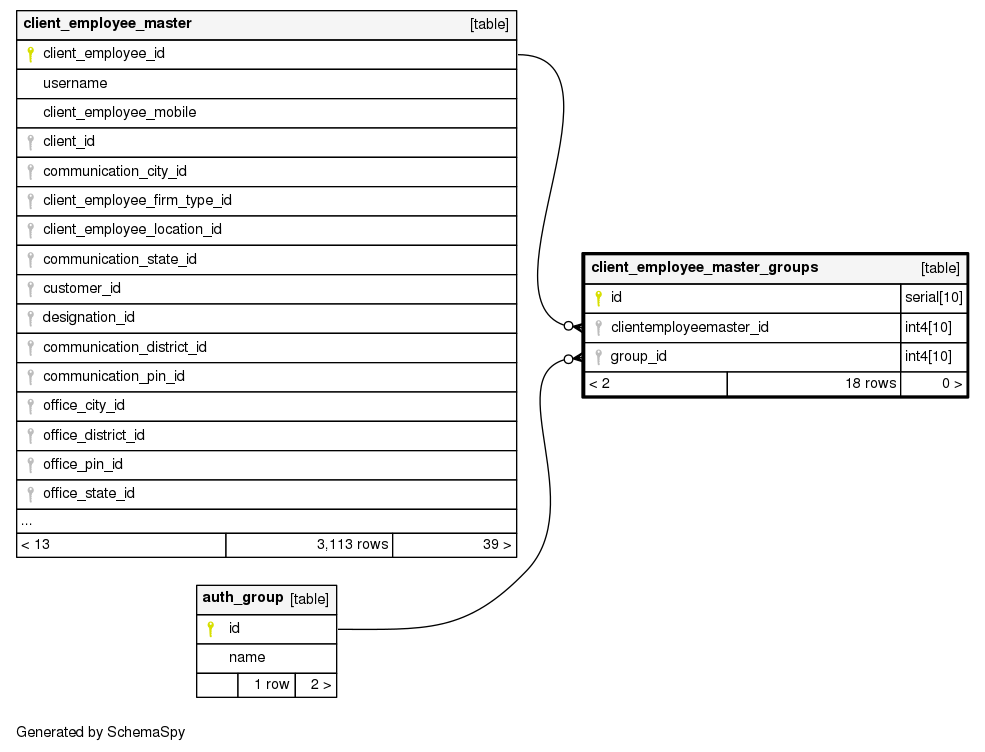 client_employee_master [table]
client_employee_id
username
client_employee_mobile
client_id
communication_city_id
client_employee_firm_type_id
client_employee_location_id
communication_state_id
customer_id
designation_id
communication_district_id
communication_pin_id
office_city_id
office_district_id
office_pin_id
office_state_id
...
< 13 3,113 rows 39 >
client_employee_master_groups [table]
id serial[10]
clientemployeemaster_id int4[10]
group_id int4[10]
< 2 18 rows 0 >
auth_group [table]
id
name
1 row 2 >
Generated by SchemaSpy